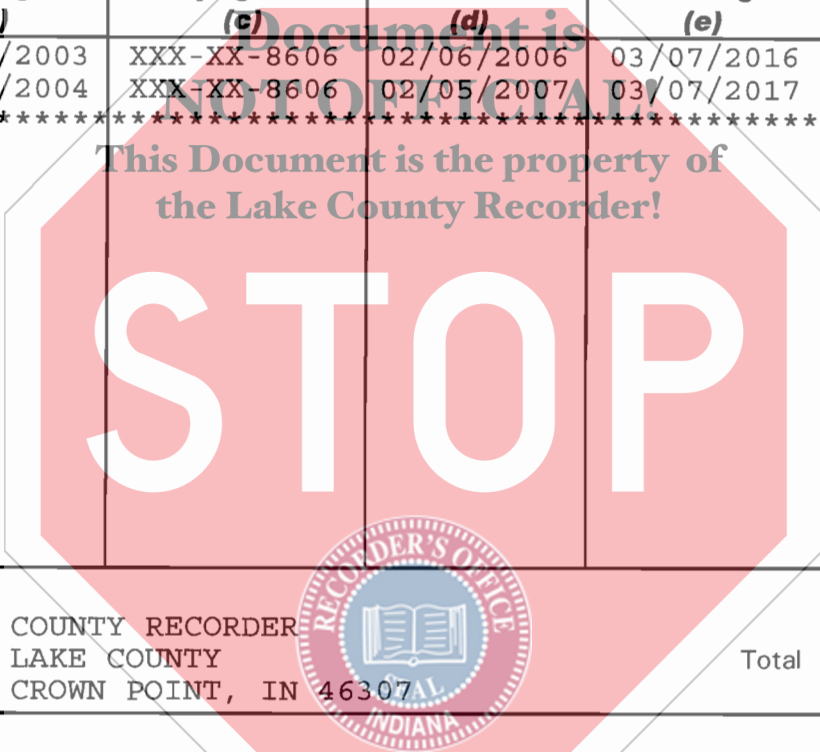 (c) (d) (e)
/2003 XXX-XX-8606 02/06/2006 03/07/2016
/2004 XXX-XX-8606 02/05/2007 03/07/2017
****************************************************
Document is
NOT OFFICIAL!
This Document is the property of
the Lake County Recorder!
STOP
COUNTY RECORDER
LAKE COUNTY
CROWN POINT, IN 46307
Total
RECORDER'S OFFICE
SEAL
INDIANA